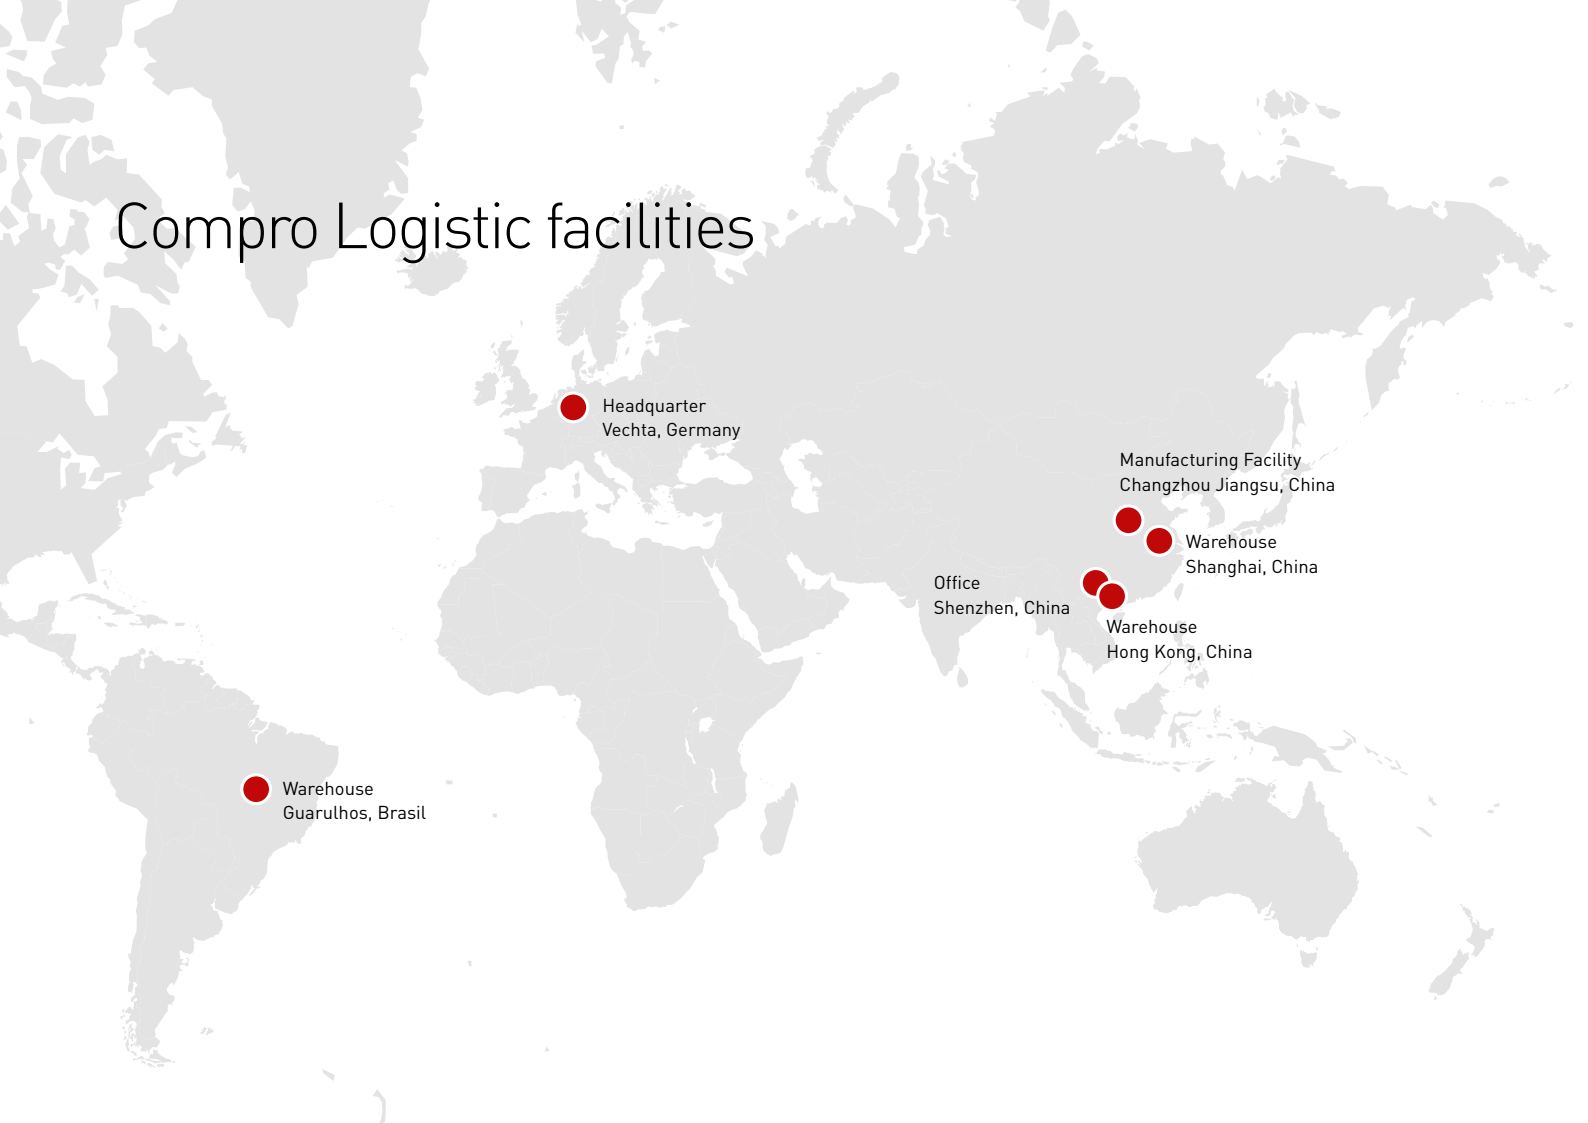 Compro Logistic facilities
Headquarter
Vechta, Germany
Manufacturing Facility
Changzhou Jiangsu, China
Warehouse
Shanghai, China
Office
Shenzhen, China
Warehouse
Hong Kong, China
Warehouse
Guarulhos, Brasil